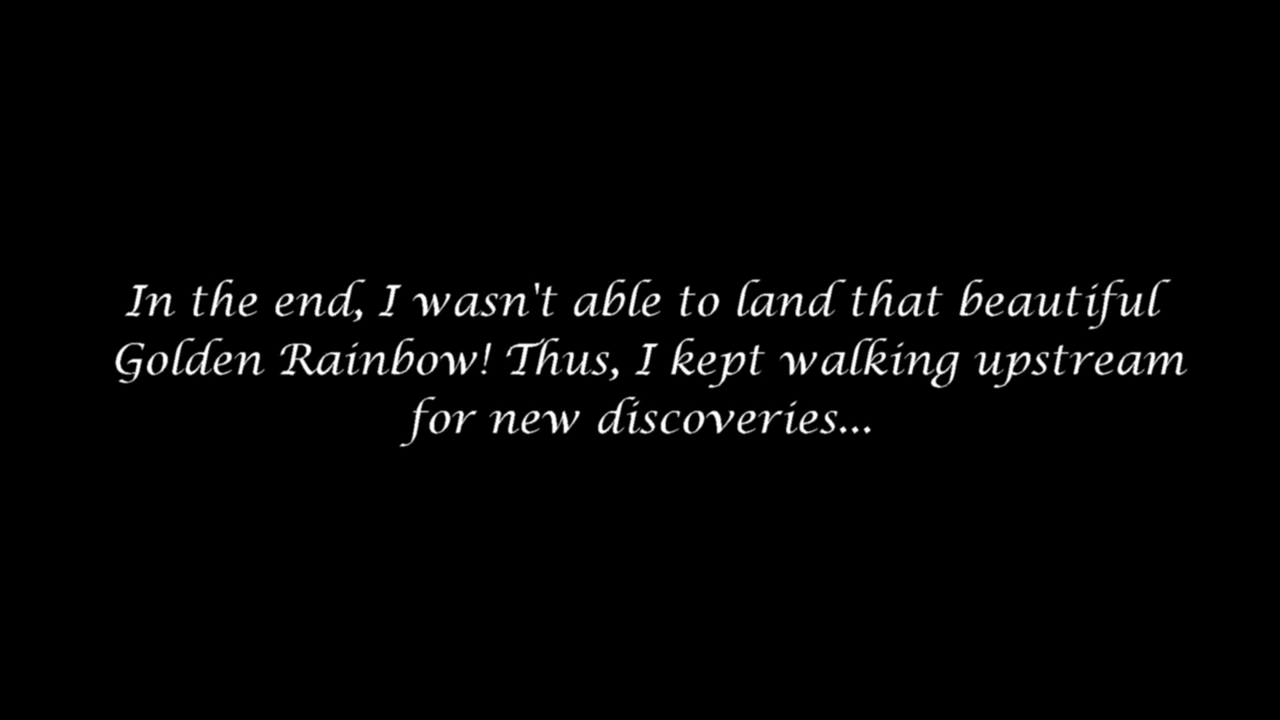 In the end, I wasn't able to land that beautiful
Golden Rainbow! Thus, I kept walking upstream
for new discoveries...